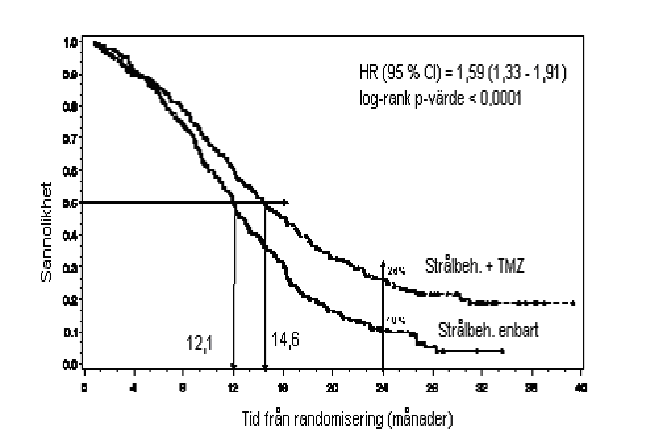 1.0
0.9
0.8
0.7
0.6
0.5
0.4
0.3
0.2
0.1
0.0
Sannolikhet
HR (95 % CI) = 1,59 (1,33 - 1,91)
log-rank p-värde < 0,0001
26%
Strålbeh. + TMZ
10%
Strålbeh. enbart
12,1
14,6
0 4 8 12 16 20 24 28 32 36 40
Tid från randomisering (månader)